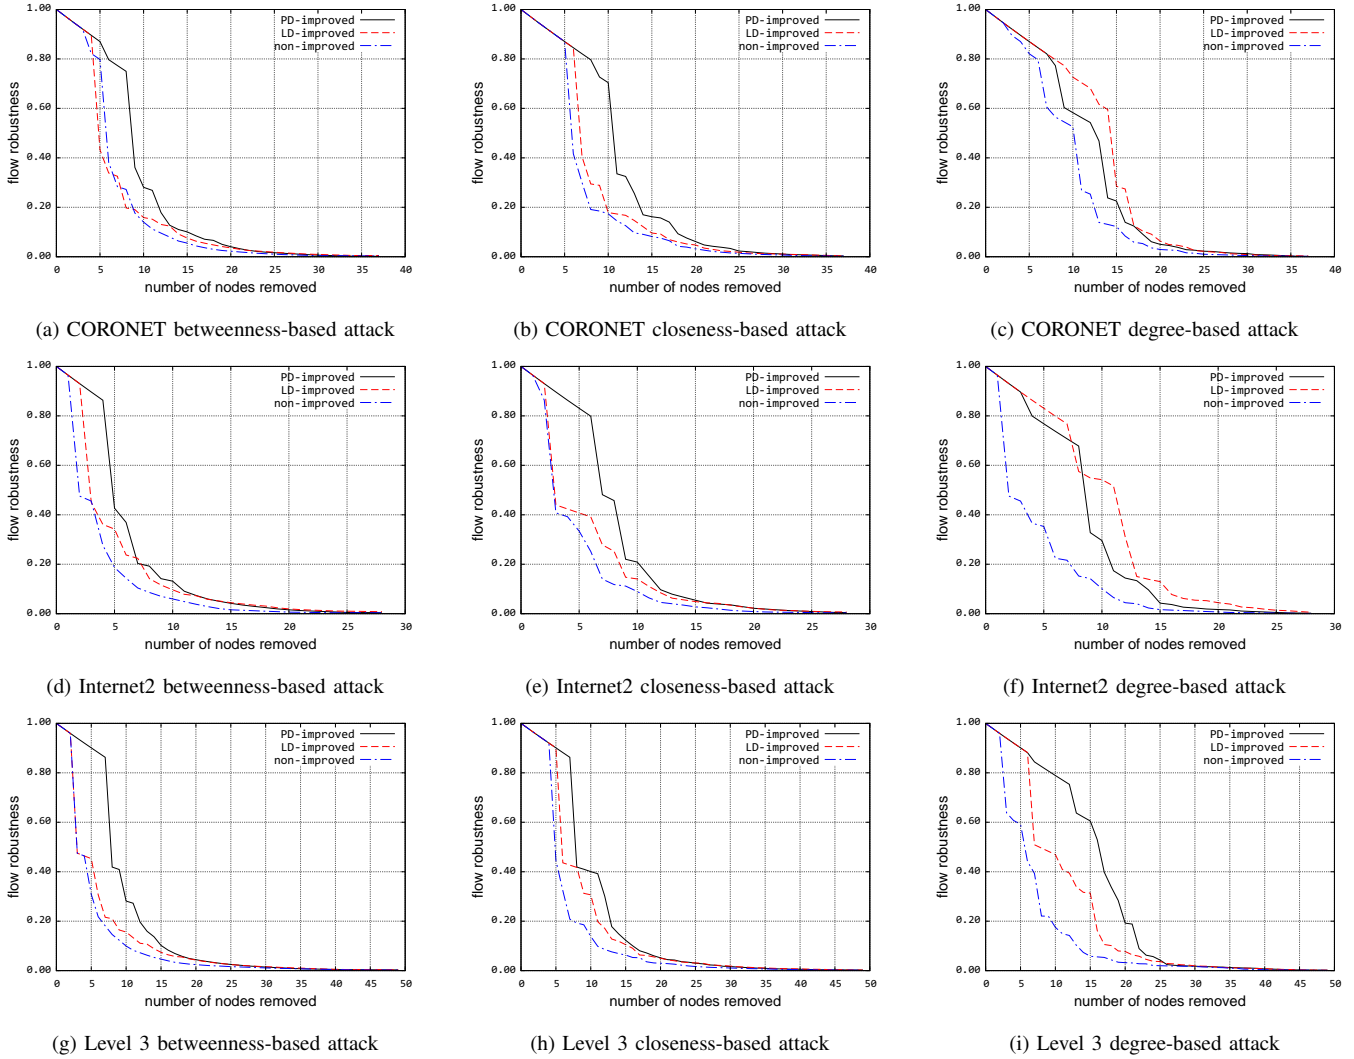 1.00
0.80
0.60
0.40
0.20
0.00
flow robustness
PD-improved
LD-improved
non-improved
0 5 10 15 20 25 30 35 40
number of nodes removed
(a) CORONET betweenness-based attack
1.00
0.80
0.60
0.40
0.20
0.00
flow robustness
PD-improved
LD-improved
non-improved
0 5 10 15 20 25 30 35 40
number of nodes removed
(b) CORONET closeness-based attack
1.00
0.80
0.60
0.40
0.20
0.00
flow robustness
PD-improved
LD-improved
non-improved
0 5 10 15 20 25 30 35 40
number of nodes removed
(c) CORONET degree-based attack
1.00
0.80
0.60
0.40
0.20
0.00
flow robustness
PD-improved
LD-improved
non-improved
0 5 10 15 20 25 30
number of nodes removed
(d) Internet2 betweenness-based attack
1.00
0.80
0.60
0.40
0.20
0.00
flow robustness
PD-improved
LD-improved
non-improved
0 5 10 15 20 25 30
number of nodes removed
(e) Internet2 closeness-based attack
1.00
0.80
0.60
0.40
0.20
0.00
flow robustness
PD-improved
LD-improved
non-improved
0 5 10 15 20 25 30
number of nodes removed
(f) Internet2 degree-based attack
1.00
0.80
0.60
0.40
0.20
0.00
flow robustness
PD-improved
LD-improved
non-improved
0 5 10 15 20 25 30 35 40 45 50
number of nodes removed
(g) Level 3 betweenness-based attack
1.00
0.80
0.60
0.40
0.20
0.00
flow robustness
PD-improved
LD-improved
non-improved
0 5 10 15 20 25 30 35 40 45 50
number of nodes removed
(h) Level 3 closeness-based attack
1.00
0.80
0.60
0.40
0.20
0.00
flow robustness
PD-improved
LD-improved
non-improved
0 5 10 15 20 25 30 35 40 45 50
number of nodes removed
(i) Level 3 degree-based attack